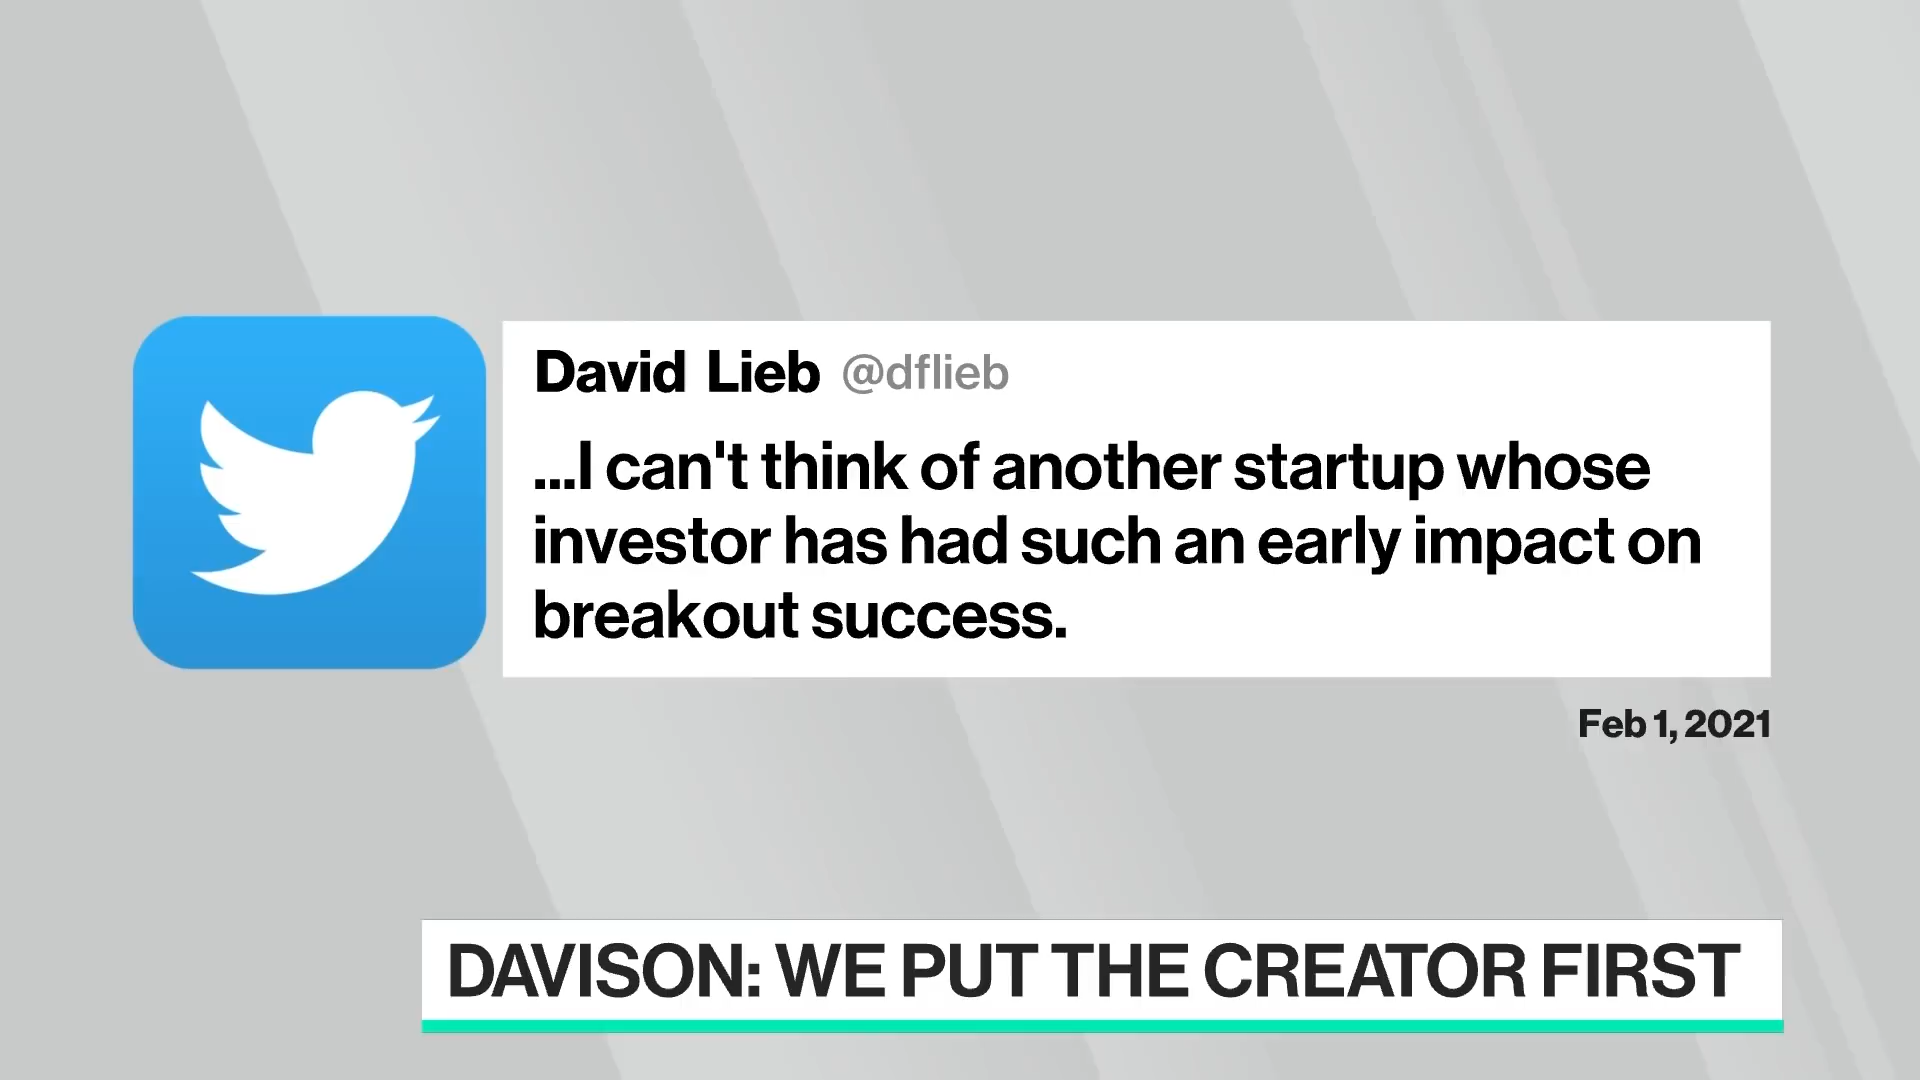 David Lieb @dflieb
...I can't think of another startup whose
investor has had such an early impact on
breakout success.
Feb 1, 2021
DAVISON: WE PUT THE CREATOR FIRST